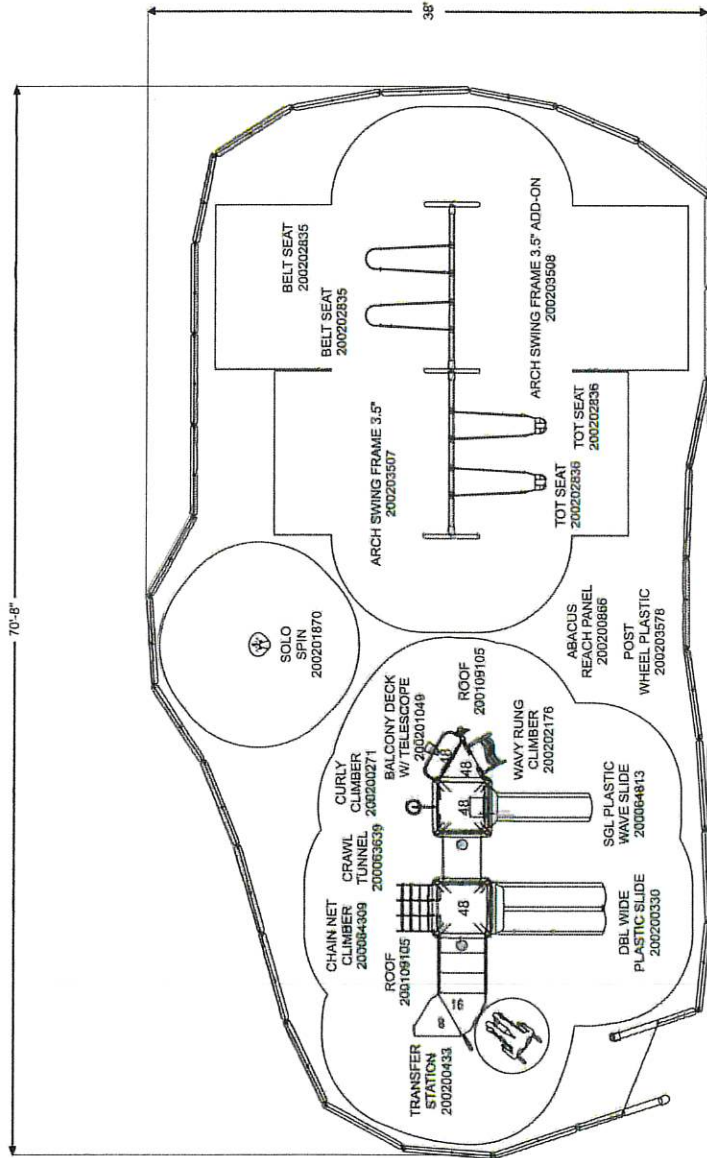 70'-8"
38'
BELT SEAT
200202835
BELT SEAT
200202835
ARCH SWING FRAME 3.5" ADD-ON
200203508
ARCH SWING FRAME 3.5"
200203507
TOT SEAT
200202836
TOT SEAT
200202836
SOLO
SPIN
200201870
ABACUS
REACH PANEL
200200866
POST
WHEEL PLASTIC
200203578
ROOF
200109105
BALCONY DECK
W/ TELESCOPE
200201049
WAVY RUNG
CLIMBER
200202176
CURLY
CLIMBER
200200271
CRAWL
TUNNEL
200063639
CHAIN NET
CLIMBER
200084309
ROOF
200109105
48
48
48
48
16
8
SGL PLASTIC
WAVE SLIDE
200084813
DBL WIDE
PLASTIC SLIDE
200200330
TRANSFER
STATION
200200433